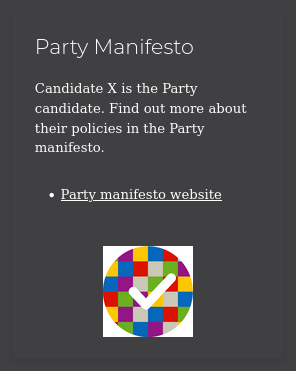 Party Manifesto
Candidate X is the Party
candidate. Find out more about
their policies in the Party
manifesto.
• Party manifesto website